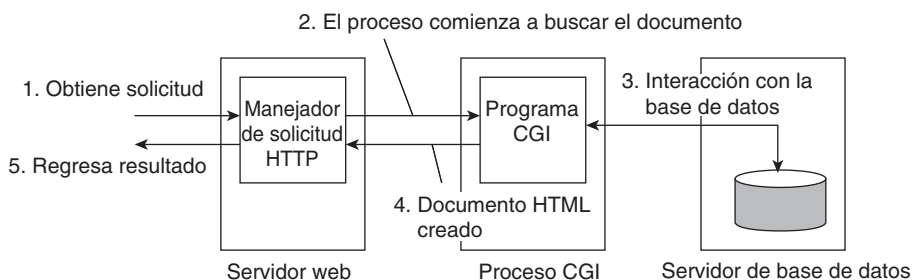 2. El proceso comienza a buscar el documento
1. Obtiene solicitud
Manejador
de solicitud
HTTP
Programa
CGI
3. Interacción con la
base de datos
5. Regresa resultado
4. Documento HTML
creado
Servidor web
Proceso CGI
Servidor de base de datos